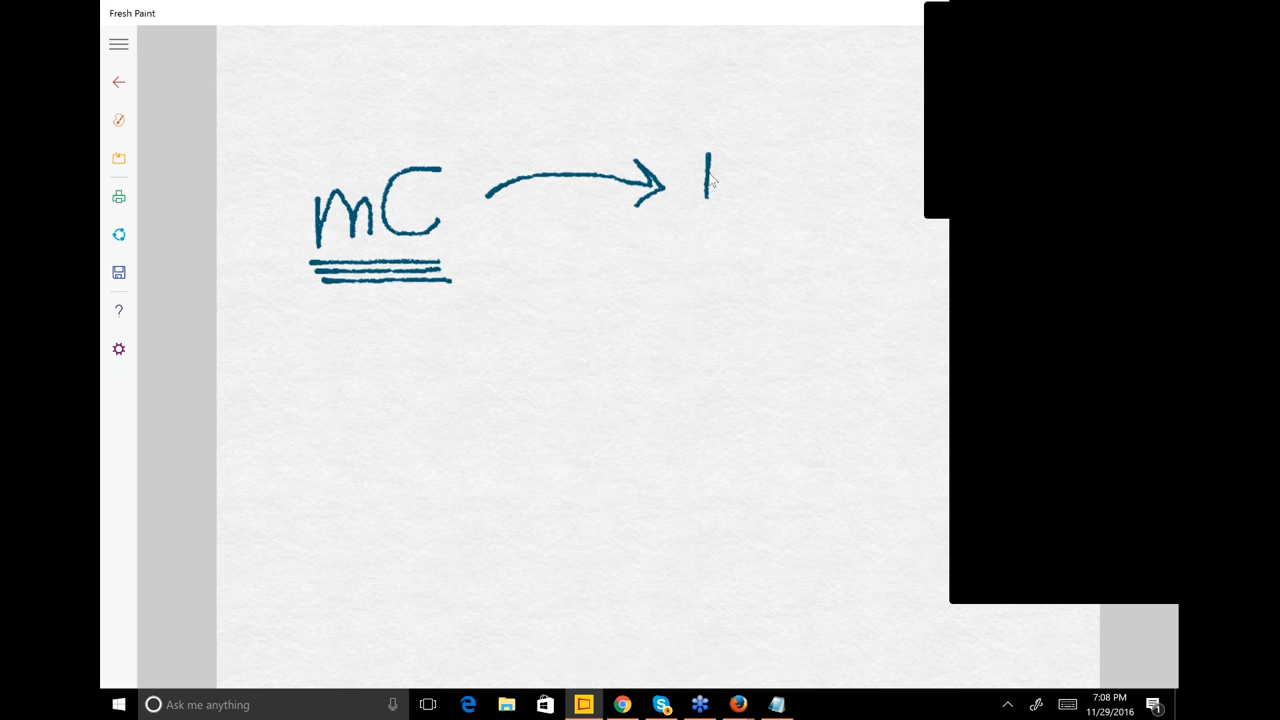 Fresh Paint
mC → I
?
Ask me anything
7:08 PM
11/29/2016